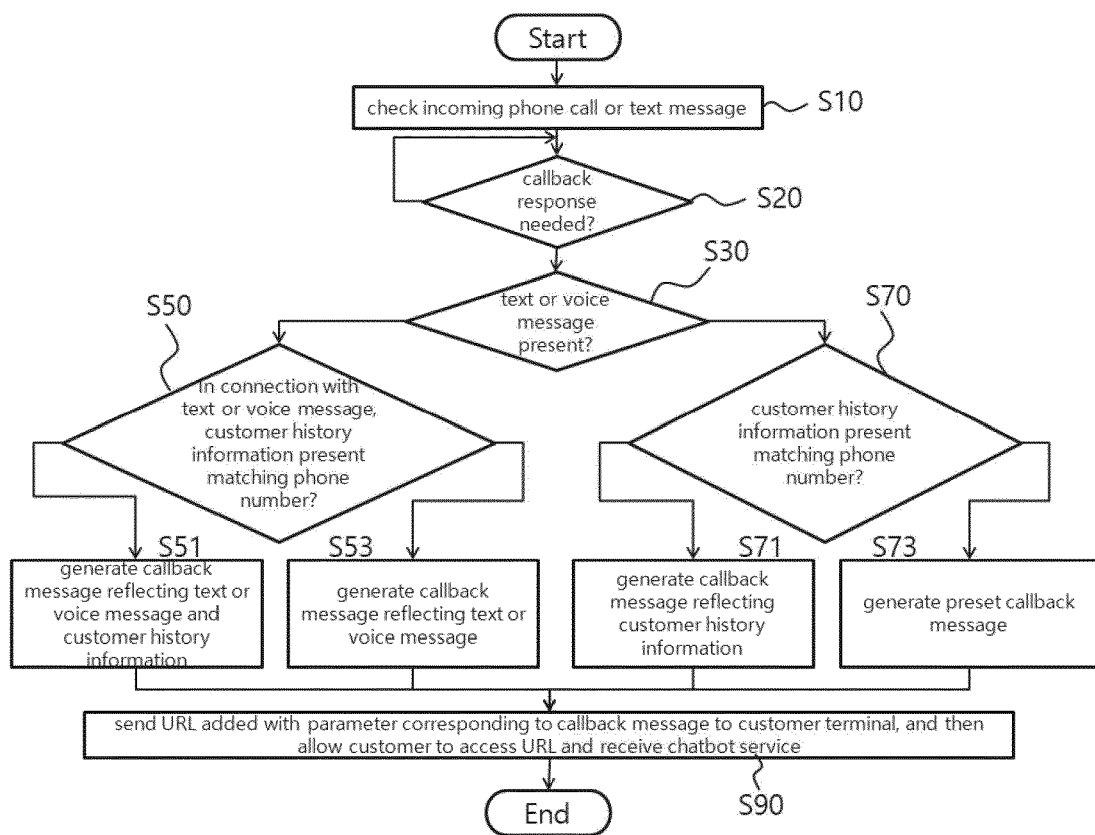 Start
check incoming phone call or text message
S10
callback
response
needed?
S20
S30
text or voice
message
present?
S50
In connection with
text or voice message,
customer history
information present
matching phone
number?
S70
customer history
information present
matching phone
number?
S51
generate callback
message reflecting text or
voice message and
customer history
information
S53
generate callback
message reflecting text or
voice message
S71
generate callback
message reflecting
customer history
information
S73
generate preset callback
message
send URL added with parameter corresponding to callback message to customer terminal, and then
allow customer to access URL and receive chatbot service
S90
End